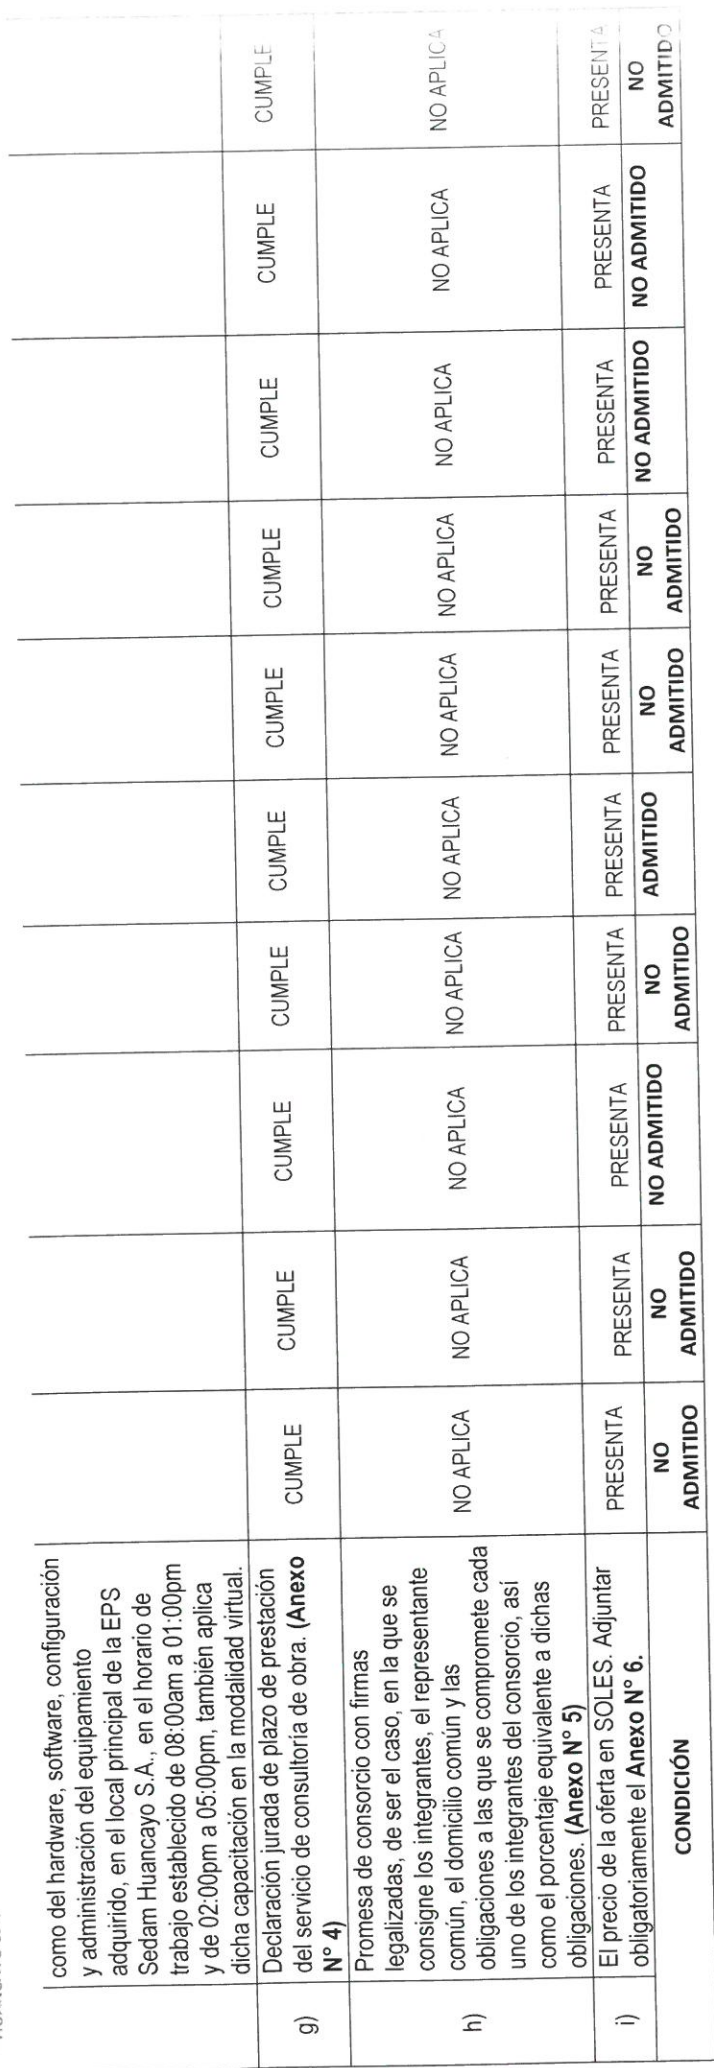 como del hardware, software, configuración
y administración del equipamiento
adquirido, en el local principal de la EPS
Sedam Huancayo S.A., en el horario de
trabajo establecido de 08:00am a 01:00pm
y de 02:00pm a 05:00pm, también aplica
dicha capacitación en la modalidad virtual.
g)
Declaración jurada de plazo de prestación
del servicio de consultoría de obra. (Anexo
N° 4)
CUMPLE CUMPLE CUMPLE CUMPLE CUMPLE CUMPLE CUMPLE CUMPLE CUMPLE CUMPLE
h)
Promesa de consorcio con firmas
legalizadas, de ser el caso, en la que se
consigne los integrantes, el representante
común, el domicilio común y las
obligaciones a las que se compromete cada
uno de los integrantes del consorcio, así
como el porcentaje equivalente a dichas
obligaciones. (Anexo N° 5)
NO APLICA NO APLICA NO APLICA NO APLICA NO APLICA NO APLICA NO APLICA NO APLICA NO APLICA NO APLICA
i)
El precio de la oferta en SOLES. Adjuntar
obligatoriamente el Anexo N° 6.
PRESENTA PRESENTA PRESENTA PRESENTA PRESENTA PRESENTA PRESENTA PRESENTA PRESENTA PRESENTA
CONDICIÓN
NO
ADMITIDO
NO
ADMITIDO
NO ADMITIDO
NO
ADMITIDO
ADMITIDO
NO
ADMITIDO
NO
ADMITIDO
NO ADMITIDO
NO ADMITIDO
NO
ADMITIDO